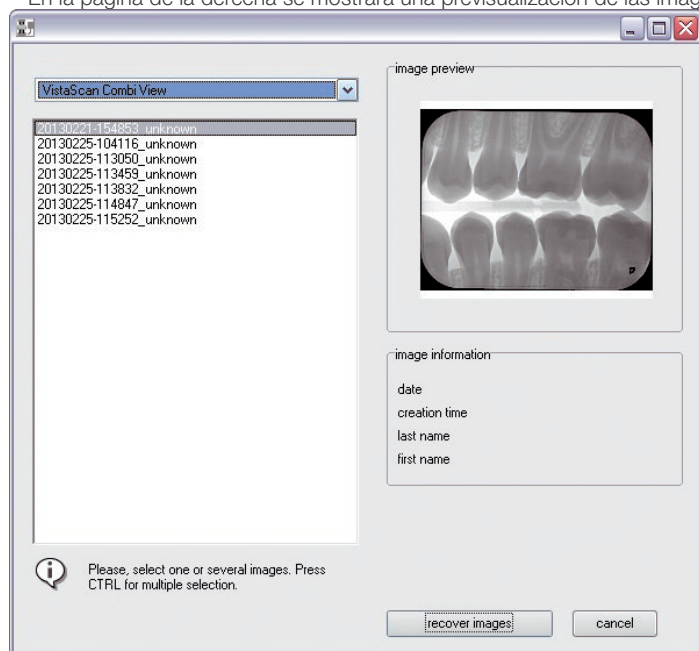 En la página de la derecha se mostrará una previsualización de las imág
VistaScan Combi View
20130221-154853_unknown
20130225-104116_unknown
20130225-113050_unknown
20130225-113459_unknown
20130225-113832_unknown
20130225-114847_unknown
20130225-115252_unknown
Please, select one or several images. Press
CTRL for multiple selection.
image preview
image information
date
creation time
last name
first name
recover images
cancel